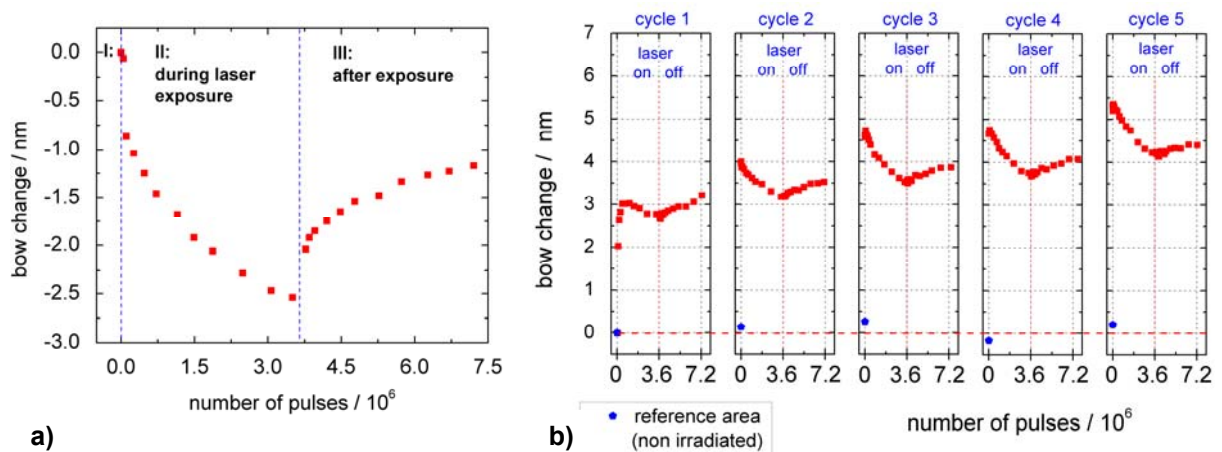 0.0
-0.5
-1.0
-1.5
-2.0
-2.5
-3.0
bow change / nm
I:
II:
during laser
exposure
III:
after exposure
0.0 1.5 3.0 4.5 6.0 7.5
number of pulses / 10⁶
a)
cycle 1 cycle 2 cycle 3 cycle 4 cycle 5
7
6
5
4
3
2
1
0
bow change / nm
laser
on off
laser
on off
laser
on off
laser
on off
laser
on off
0 3.6 7.2 0 3.6 7.2 0 3.6 7.2 0 3.6 7.2 0 3.6 7.2
number of pulses / 10⁶
reference area
(non irradiated)
b)